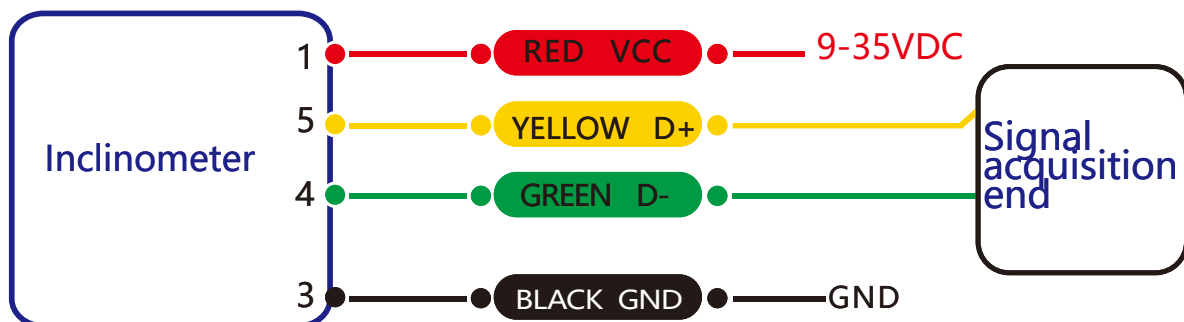 1 RED VCC 9-35VDC
5 YELLOW D+
Inclinometer
Signal
acquisition
end
4 GREEN D-
3 BLACK GND GND